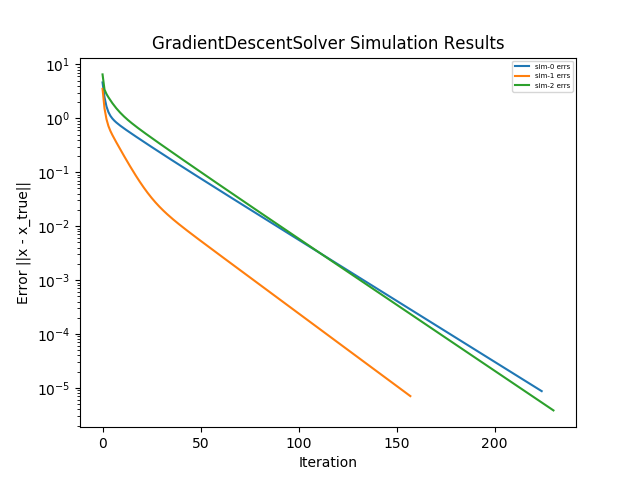 GradientDescentSolver Simulation Results
sim-0 errs
sim-1 errs
sim-2 errs
Error ||x - x_true||
10^1
10^0
10^-1
10^-2
10^-3
10^-4
10^-5
0 50 100 150 200
Iteration